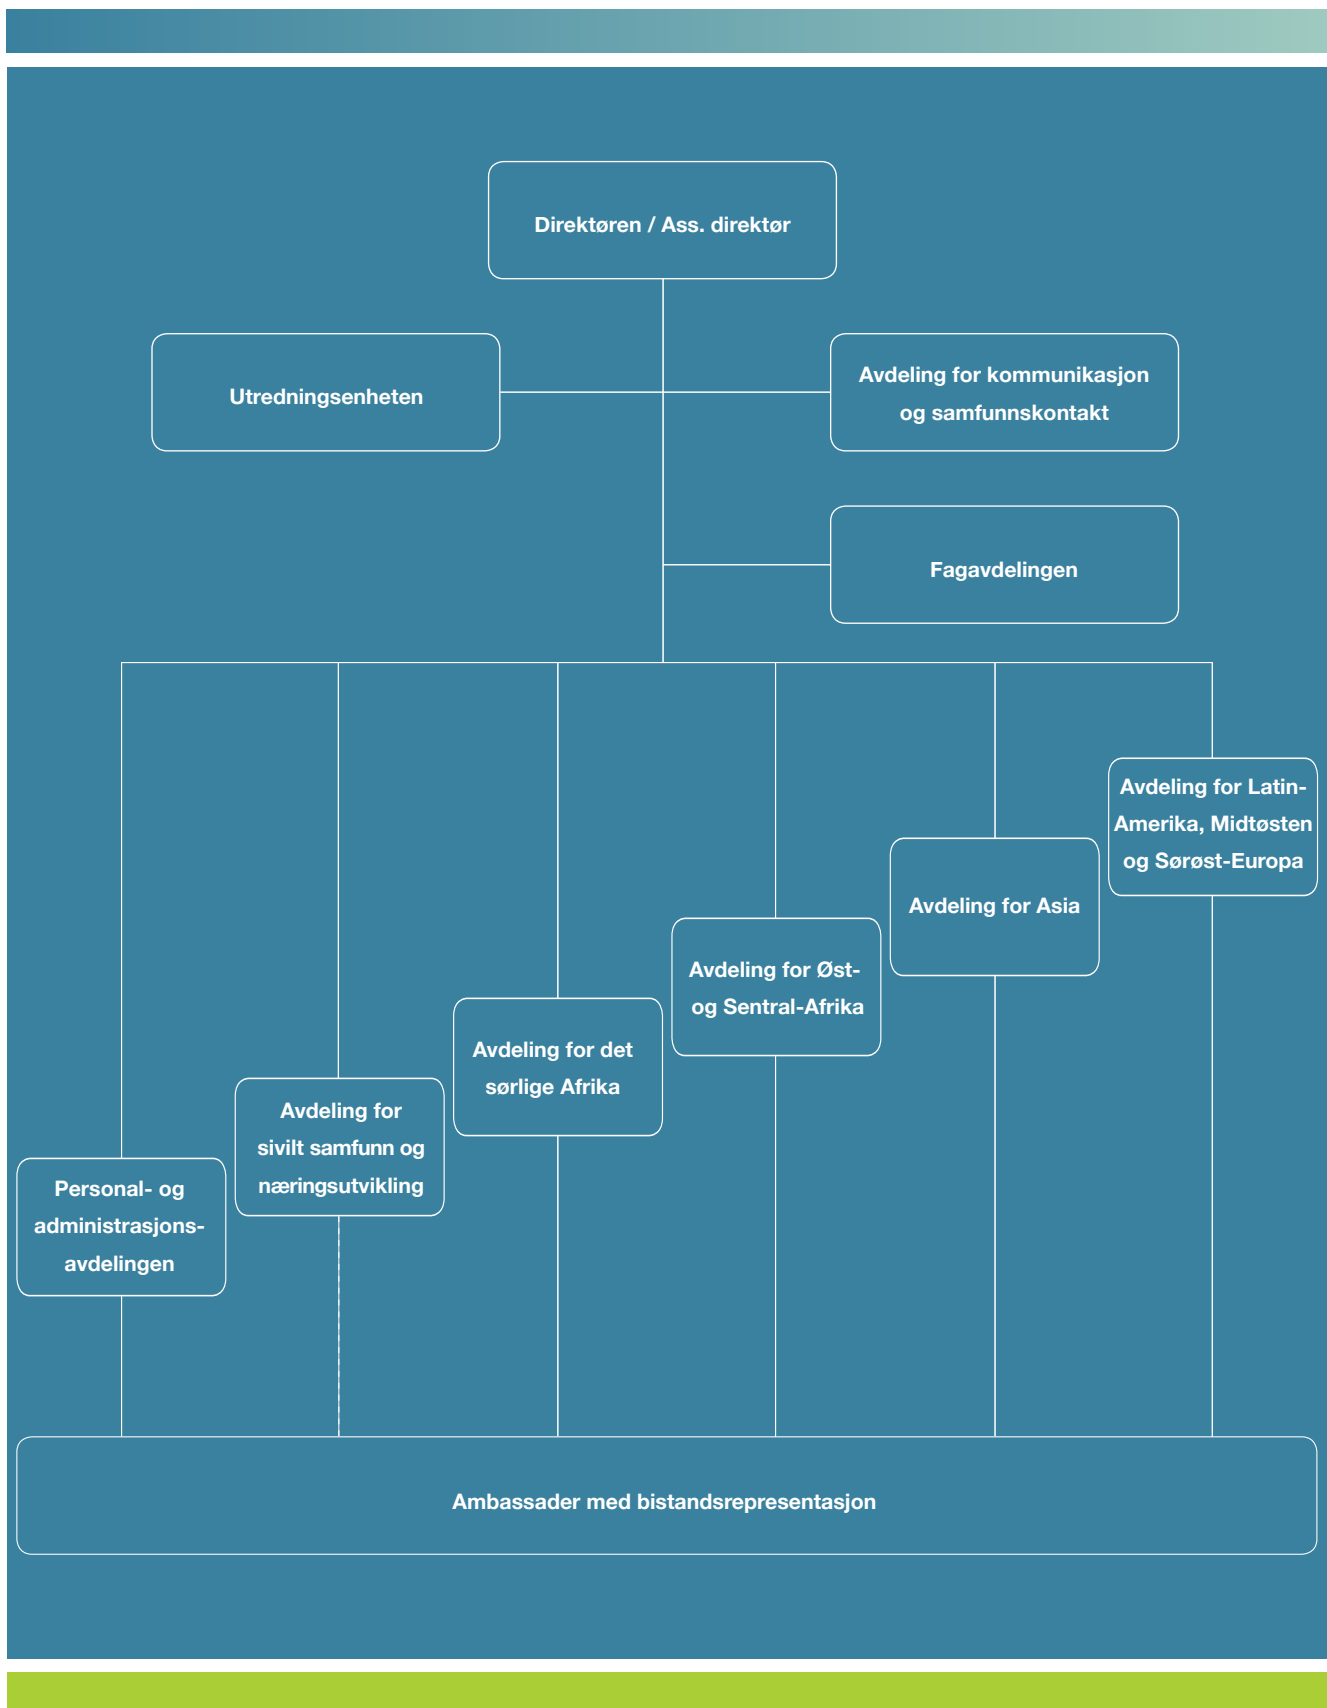 Direktøren / Ass. direktør
Utredningsenheten
Avdeling for kommunikasjon
og samfunnskontakt
Fagavdelingen
Avdeling for Latin-
Amerika, Midtøsten
og Sørøst-Europa
Avdeling for Asia
Avdeling for Øst-
og Sentral-Afrika
Avdeling for det
sørlige Afrika
Avdeling for
sivilt samfunn og
næringsutvikling
Personal- og
administrasjons-
avdelingen
Ambassader med bistandsrepresentasjon